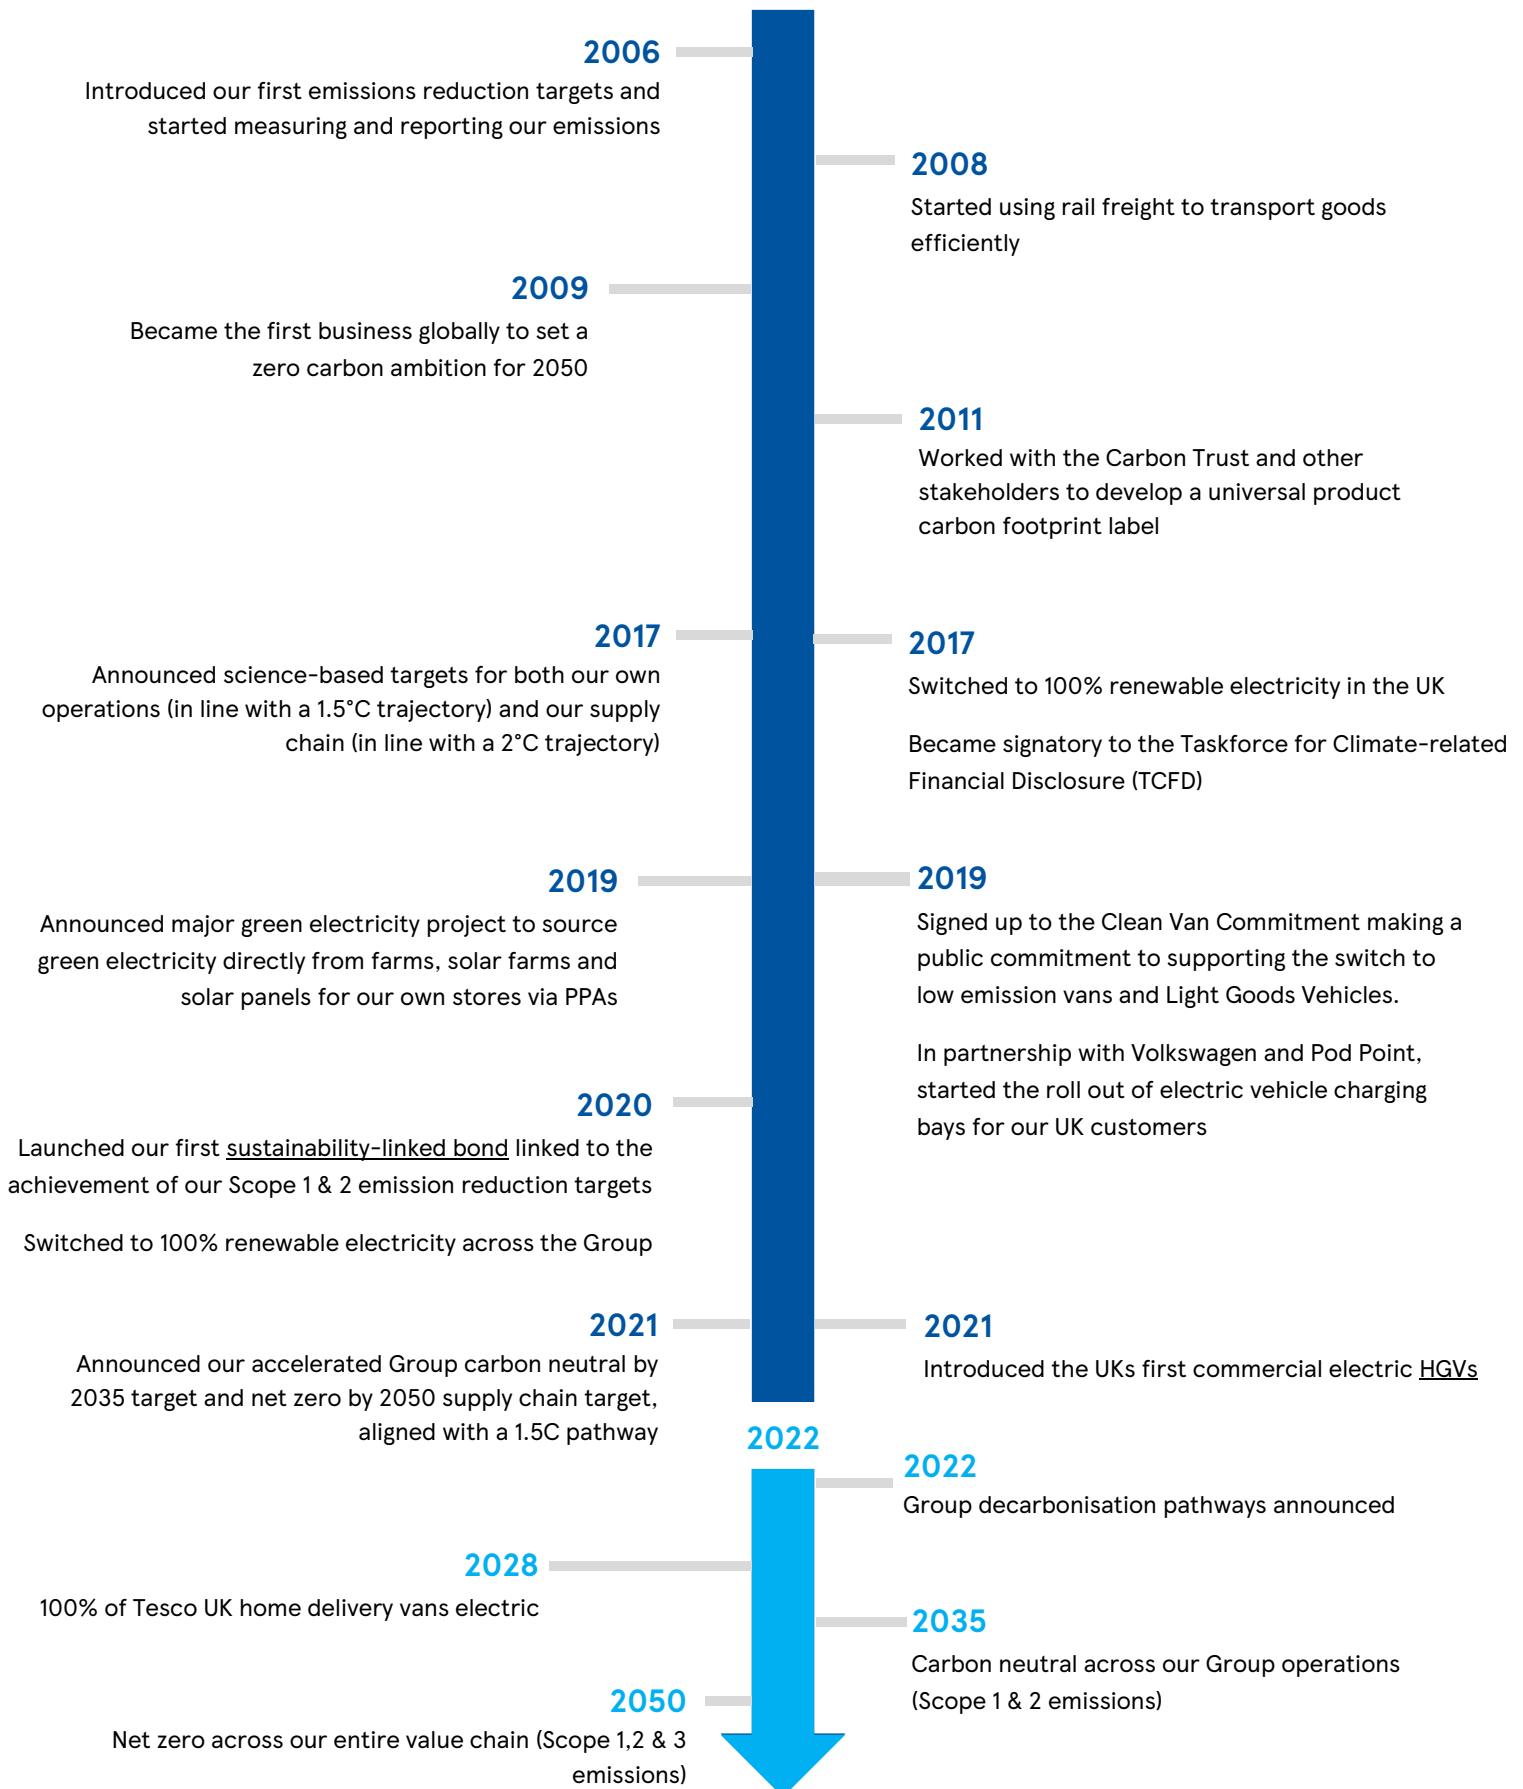 2006
Introduced our first emissions reduction targets and
started measuring and reporting our emissions
2008
Started using rail freight to transport goods
efficiently
2009
Became the first business globally to set a
zero carbon ambition for 2050
2011
Worked with the Carbon Trust and other
stakeholders to develop a universal product
carbon footprint label
2017
Announced science-based targets for both our own
operations (in line with a 1.5°C trajectory) and our supply
chain (in line with a 2°C trajectory)
2017
Switched to 100% renewable electricity in the UK
Became signatory to the Taskforce for Climate-related
Financial Disclosure (TCFD)
2019
Announced major green electricity project to source
green electricity directly from farms, solar farms and
solar panels for our own stores via PPAs
2019
Signed up to the Clean Van Commitment making a
public commitment to supporting the switch to
low emission vans and Light Goods Vehicles.
In partnership with Volkswagen and Pod Point,
started the roll out of electric vehicle charging
bays for our UK customers
2020
Launched our first sustainability-linked bond linked to the
achievement of our Scope 1 & 2 emission reduction targets
Switched to 100% renewable electricity across the Group
2021
Announced our accelerated Group carbon neutral by
2035 target and net zero by 2050 supply chain target,
aligned with a 1.5C pathway
2021
Introduced the UKs first commercial electric HGVs
2022
2022
Group decarbonisation pathways announced
2028
100% of Tesco UK home delivery vans electric
2035
Carbon neutral across our Group operations
(Scope 1 & 2 emissions)
2050
Net zero across our entire value chain (Scope 1,2 & 3
emissions)